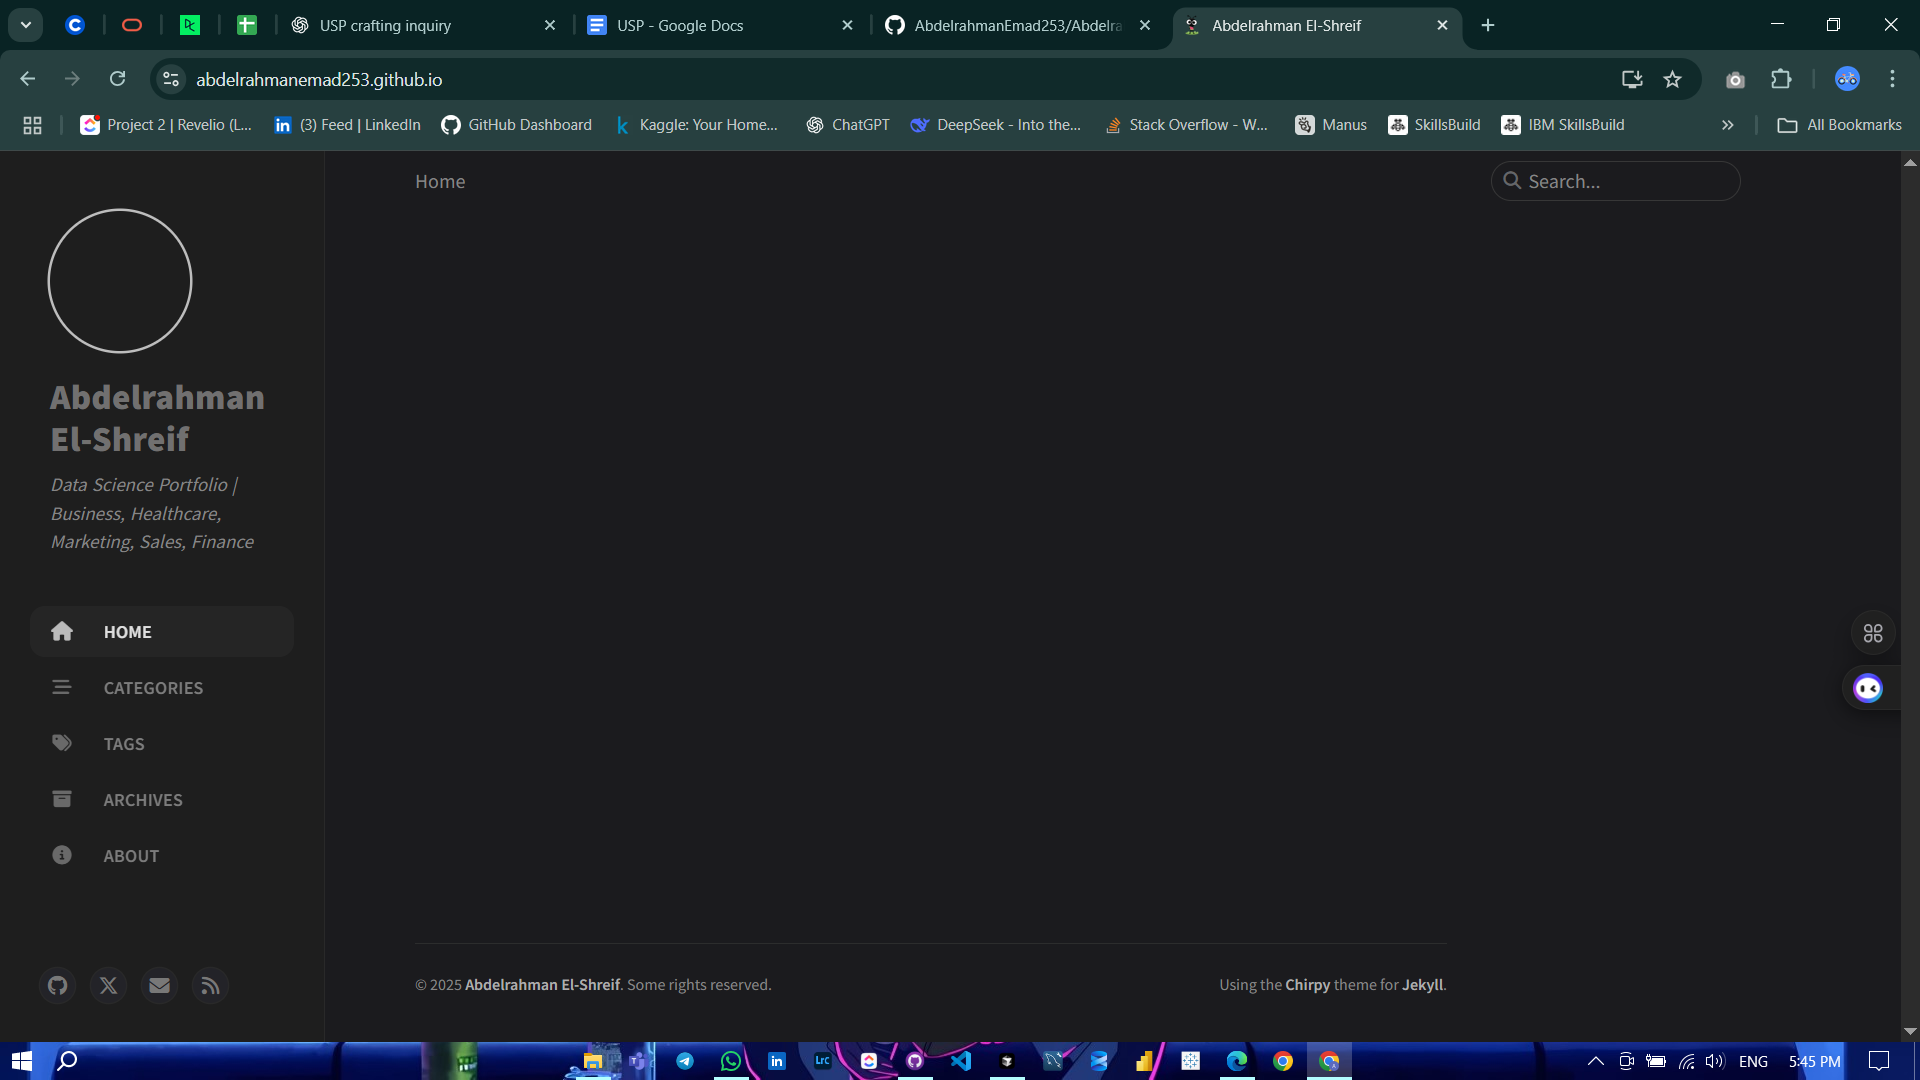 USP crafting inquiry
USP - Google Docs
AbdelrahmanEmad253/Abdelra
Abdelrahman El-Shreif
abdelrahmanemad253.github.io
Project 2 | Revelio (L...
(3) Feed | LinkedIn
GitHub Dashboard
Kaggle: Your Home...
ChatGPT
DeepSeek - Into the...
Stack Overflow - W...
Manus
SkillsBuild
IBM SkillsBuild
All Bookmarks
Home
Search...
Abdelrahman
El-Shreif
Data Science Portfolio |
Business, Healthcare,
Marketing, Sales, Finance
HOME
CATEGORIES
TAGS
ARCHIVES
ABOUT
© 2025 Abdelrahman El-Shreif. Some rights reserved.
Using the Chirpy theme for Jekyll.
Lrc
ENG
5:45 PM